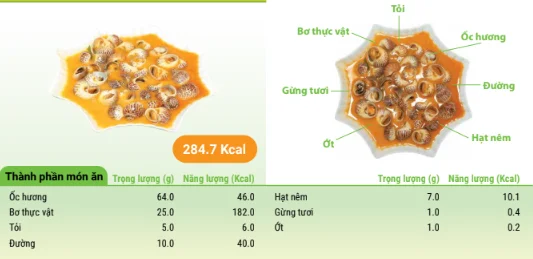 Tỏi
Bơ thực vật
Ốc hương
Gừng tươi
Đường
Ớt
Hạt nêm
284.7 Kcal
Thành phần món ăn Trọng lượng (g) Năng lượng (Kcal)
Ốc hương 64.0 46.0
Bơ thực vật 25.0 182.0
Tỏi 5.0 6.0
Đường 10.0 40.0
Trọng lượng (g) Năng lượng (Kcal)
Hạt nêm 7.0 10.1
Gừng tươi 1.0 0.4
Ớt 1.0 0.2